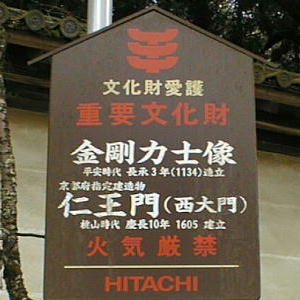 文化財愛護
重要文化財
金剛力士像
平安時代 長承3年(1134)造立
京都府指定建造物
仁王門(西大門)
桃山時代 慶長10年 1605 建立
火気厳禁
HITACHI